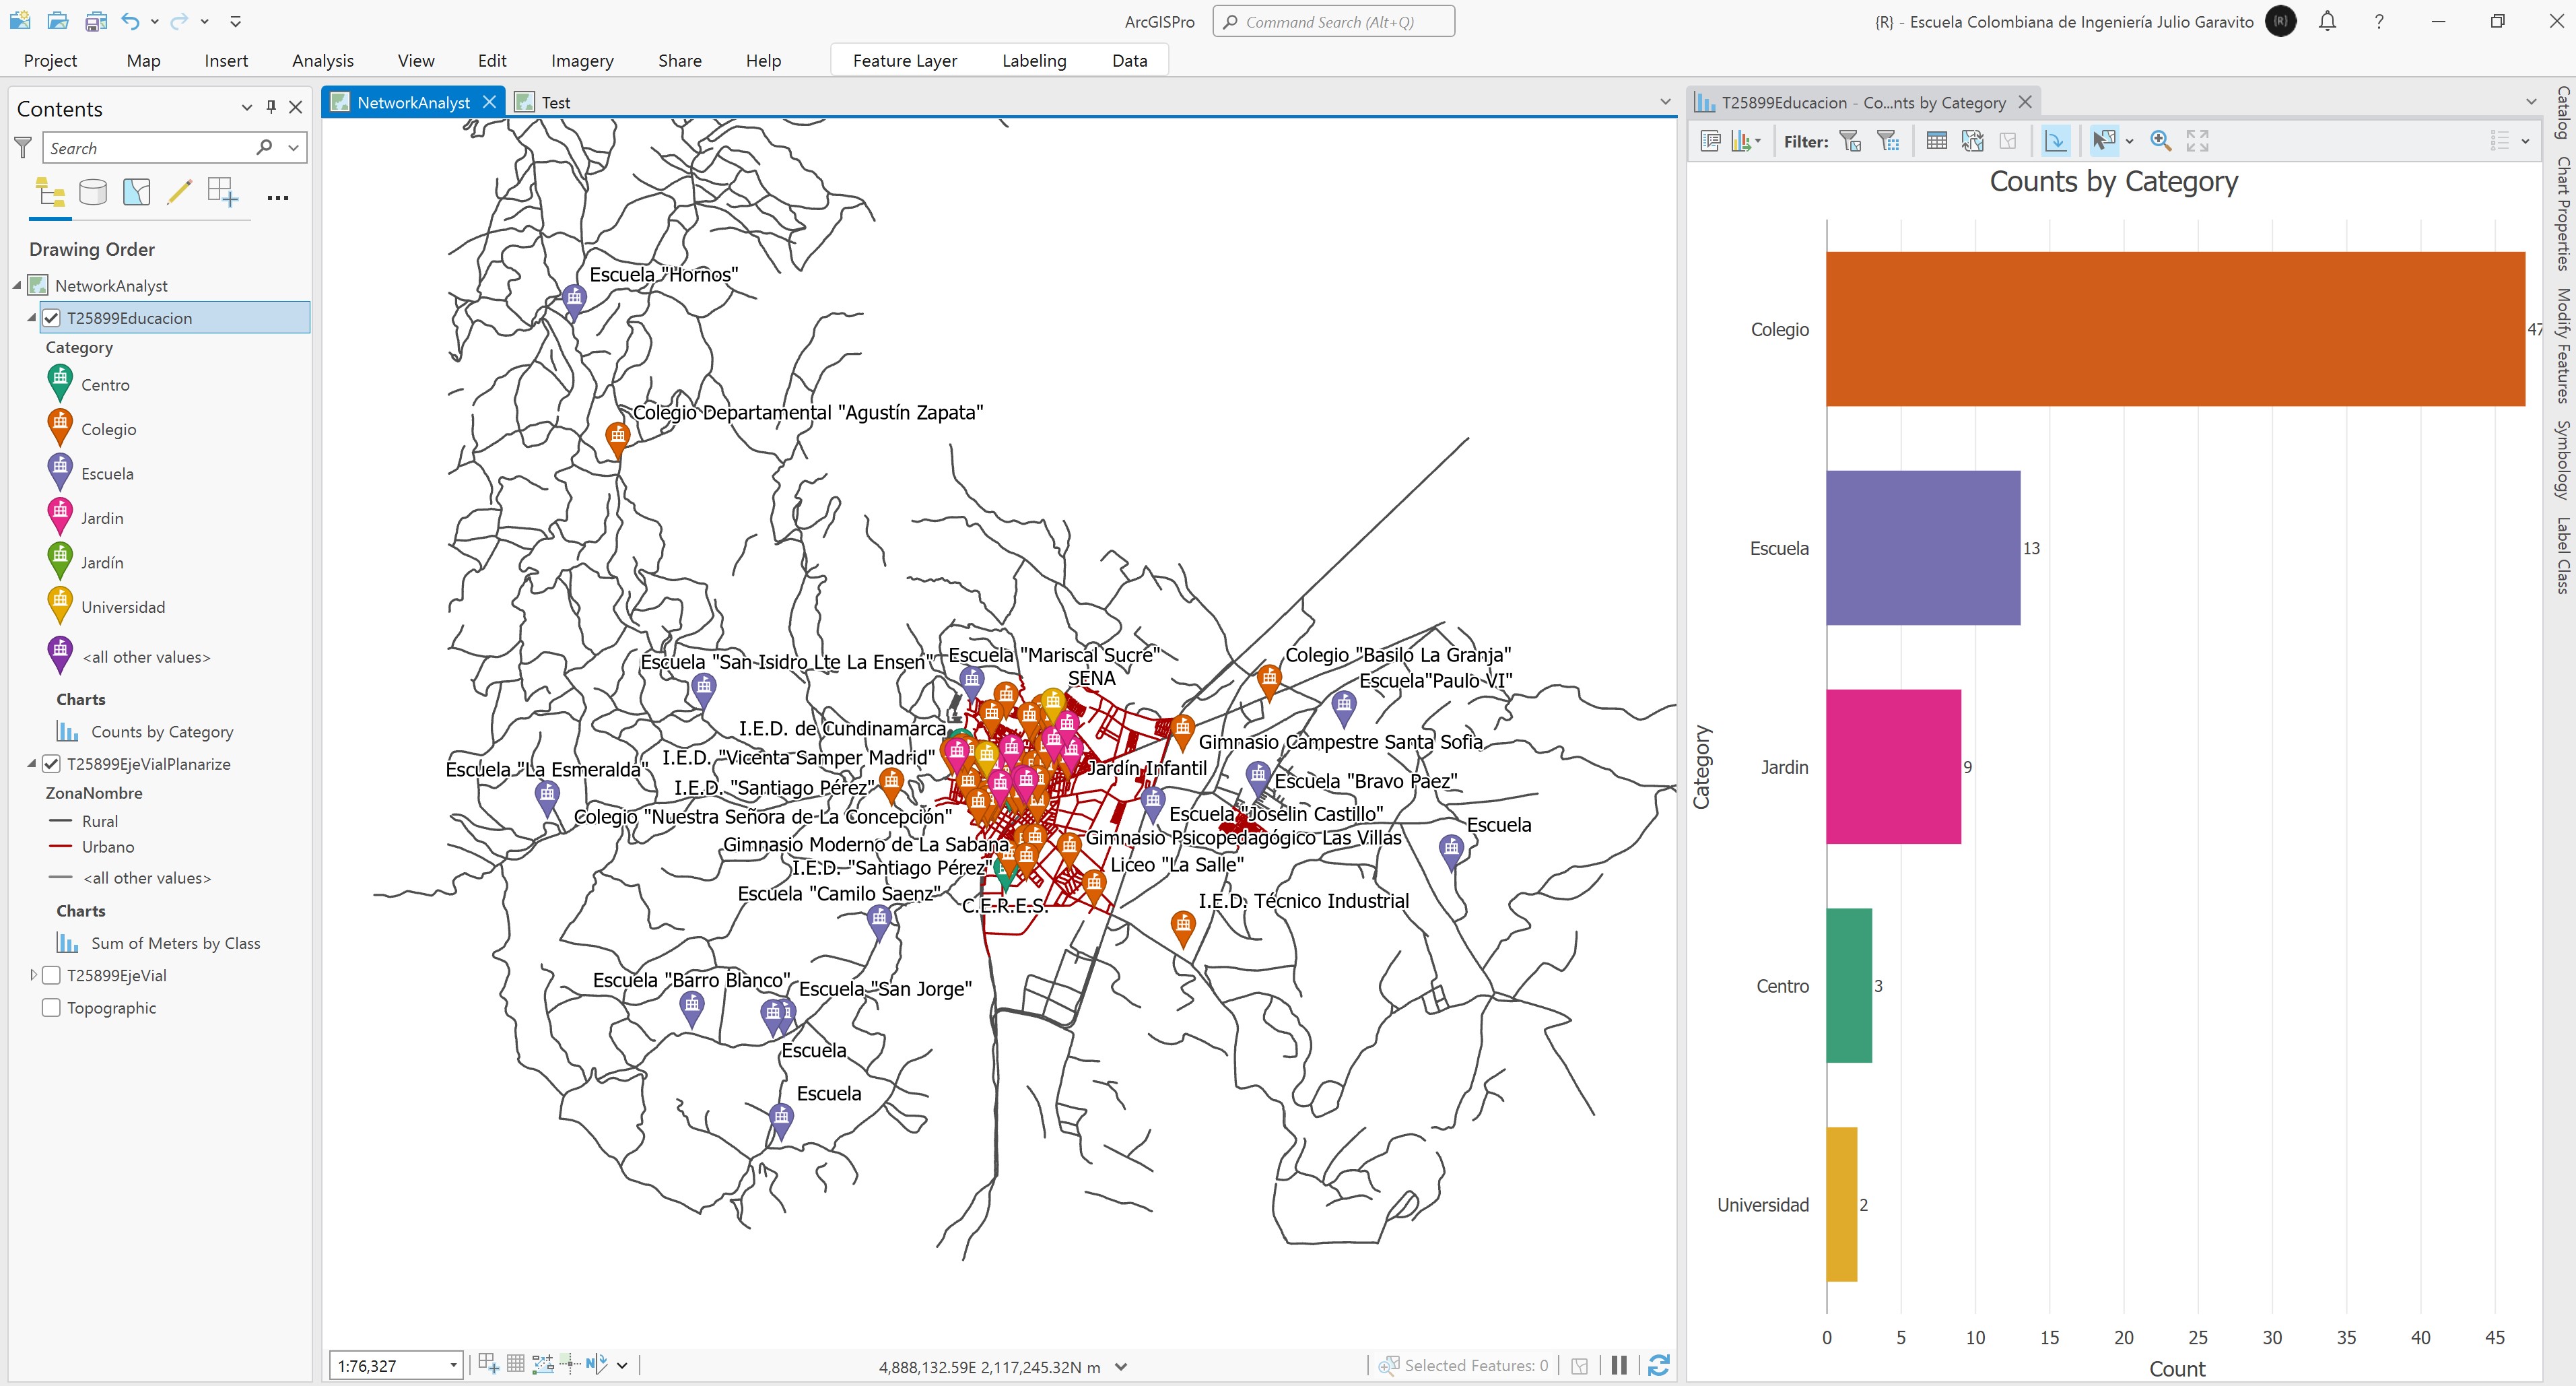 ArcGISPro
Command Search (Alt+Q)
{R} - Escuela Colombiana de Ingeniería Julio Garavito
{R}
?
Project
Map
Insert
Analysis
View
Edit
Imagery
Share
Help
Feature Layer
Labeling
Data
Contents
Search
Drawing Order
NetworkAnalyst
T25899Educacion
Category
Centro
Colegio
Escuela
Jardin
Jardín
Universidad
<all other values>
Charts
Counts by Category
T25899EjeVialPlanarize
ZonaNombre
Rural
Urbano
<all other values>
Charts
Sum of Meters by Class
T25899EjeVial
Topographic
NetworkAnalyst
Test
Escuela "Hornos"
Colegio Departamental "Agustín Zapata"
Escuela "San Isidro Lte La Ensen"
Escuela "Mariscal Sucre"
SENA
Colegio "Basilo La Granja"
Escuela"Paulo VI"
I.E.D. de Cundinamarca
Gimnasio Campestre Santa Sofia
I.E.D. "Vicenta Samper Madrid"
Escuela "La Esmeralda"
Jardín Infantil
Escuela "Bravo Paez"
I.E.D. "Santiago Pérez"
Colegio "Nuestra Señora de La Concepción"
Escuela "Joselin Castillo"
Escuela
Gimnasio Moderno de La Sabana
Gimnasio Psicopedagógico Las Villas
I.E.D. "Santiago Pérez"
Liceo "La Salle"
Escuela "Camilo Saenz"
C.E.R.E.S.
I.E.D. Técnico Industrial
Escuela "Barro Blanco"
Escuela "San Jorge"
Escuela
Escuela
1:76,327
4,888,132.59E 2,117,245.32N m
Selected Features: 0
T25899Educacion - Co...nts by Category
Filter:
Counts by Category
Category
Colegio
47
Escuela
13
Jardin
9
Centro
3
Universidad
2
0 5 10 15 20 25 30 35 40 45
Count
Catalog
Chart Properties
Modify Features
Symbology
Label Class